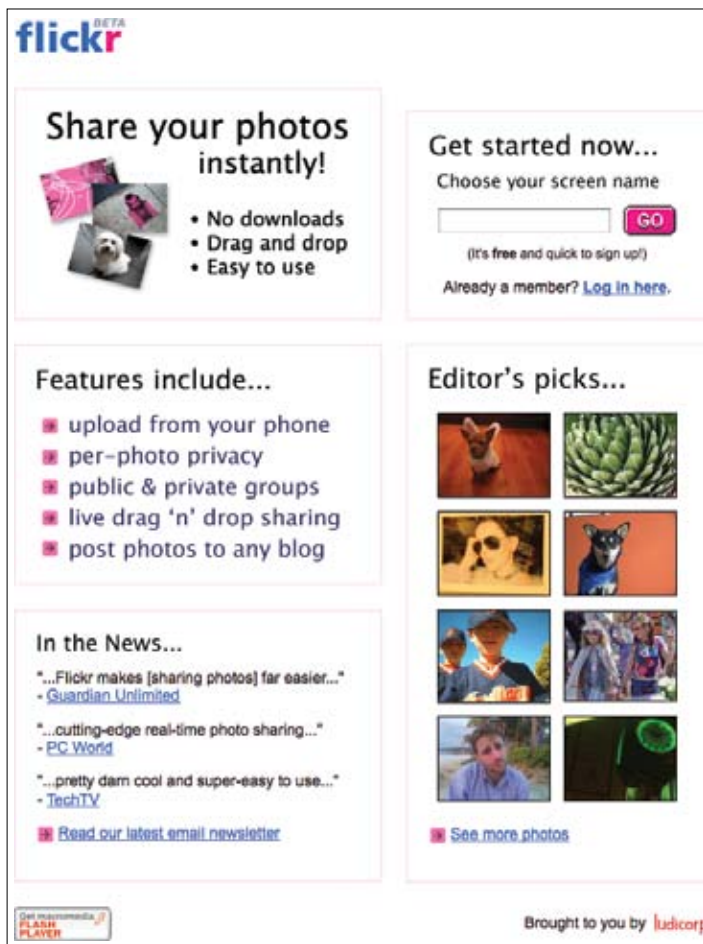 flickr BETA
Share your photos
instantly!
• No downloads
• Drag and drop
• Easy to use
Get started now...
Choose your screen name
GO
(It's free and quick to sign up!)
Already a member? Log in here.
Features include...
upload from your phone
per-photo privacy
public & private groups
live drag 'n' drop sharing
post photos to any blog
In the News...
"...Flickr makes [sharing photos] far easier..."
- Guardian Unlimited
"...cutting-edge real-time photo sharing..."
- PC World
"...pretty darn cool and super-easy to use..."
- TechTV
Read our latest email newsletter
Editor's picks...
See more photos
Get macromedia
FLASH
PLAYER
Brought to you by ludicorp